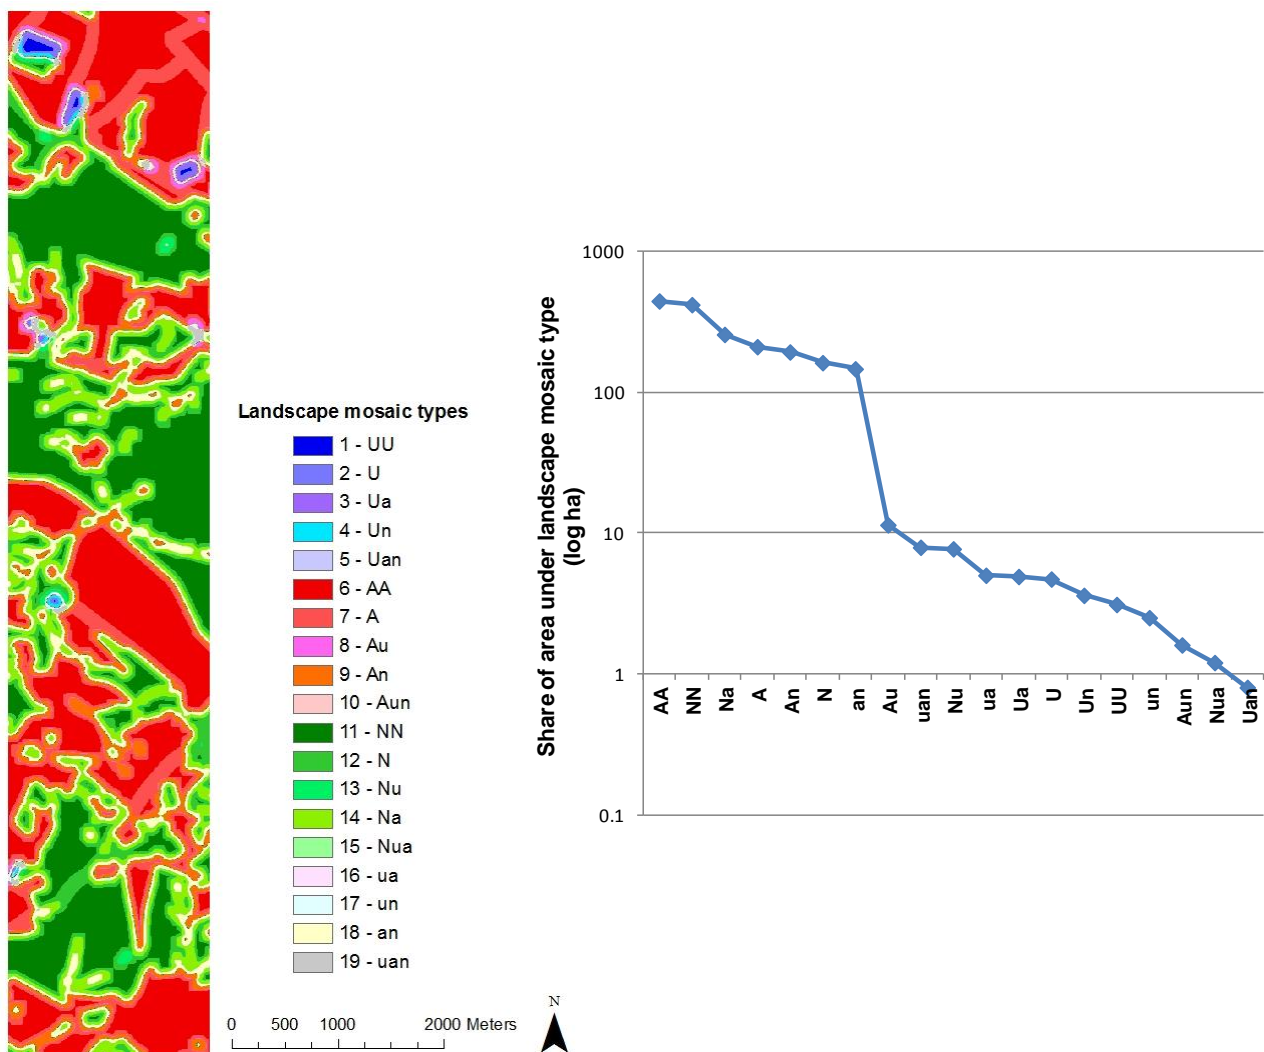 Landscape mosaic types
1 - UU
2 - U
3 - Ua
4 - Un
5 - Uan
6 - AA
7 - A
8 - Au
9 - An
10 - Aun
11 - NN
12 - N
13 - Nu
14 - Na
15 - Nua
16 - ua
17 - un
18 - an
19 - uan
0 500 1000 2000 Meters
N
Share of area under landscape mosaic type
(log ha)
1000
100
10
1
0.1
AA
NN
Na
A
An
N
an
Au
uan
Nu
ua
Ua
U
Un
UU
un
Aun
Nua
Uan